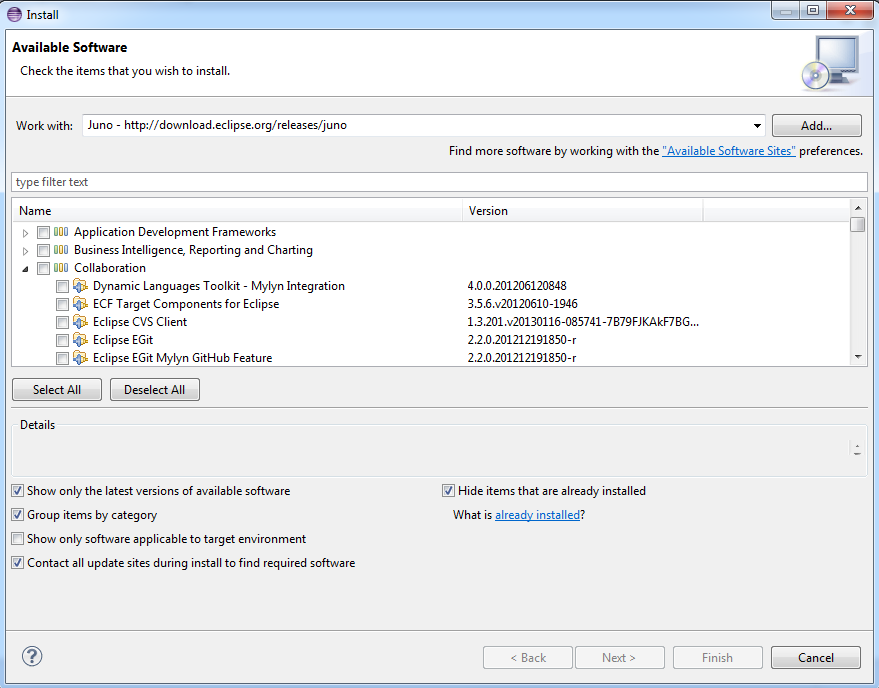 Install
Available Software
Check the items that you wish to install.
Work with: Juno - http://download.eclipse.org/releases/juno Add...
Find more software by working with the "Available Software Sites" preferences.
type filter text
Name Version
Application Development Frameworks
Business Intelligence, Reporting and Charting
Collaboration
Dynamic Languages Toolkit - Mylyn Integration 4.0.0.201206120848
ECF Target Components for Eclipse 3.5.6.v20120610-1946
Eclipse CVS Client 1.3.201.v20130116-085741-7B79FJKAkF7BG...
Eclipse EGit 2.2.0.201212191850-r
Eclipse EGit Mylyn GitHub Feature 2.2.0.201212191850-r
Select All Deselect All
Details
Show only the latest versions of available software Hide items that are already installed
Group items by category What is already installed?
Show only software applicable to target environment
Contact all update sites during install to find required software
? < Back Next > Finish Cancel